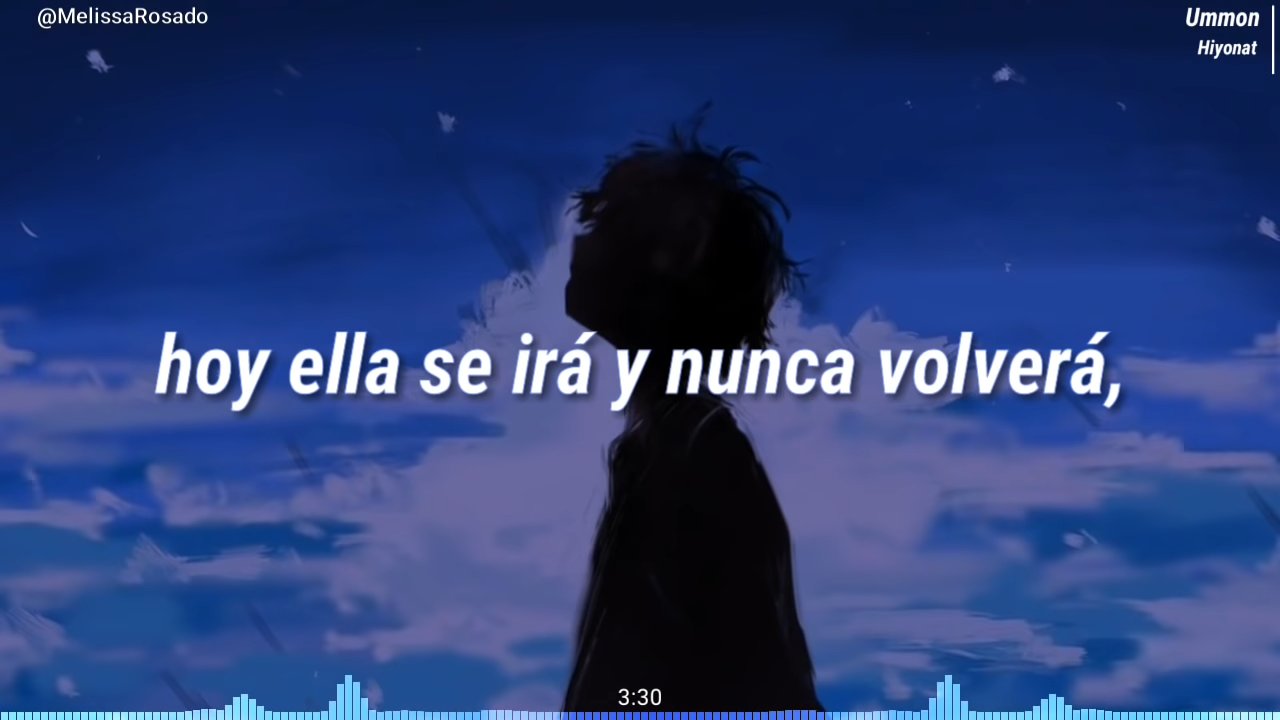 @MelissaRosado
Ummon
Hiyonat
hoy ella se irá y nunca volverá,
3:30